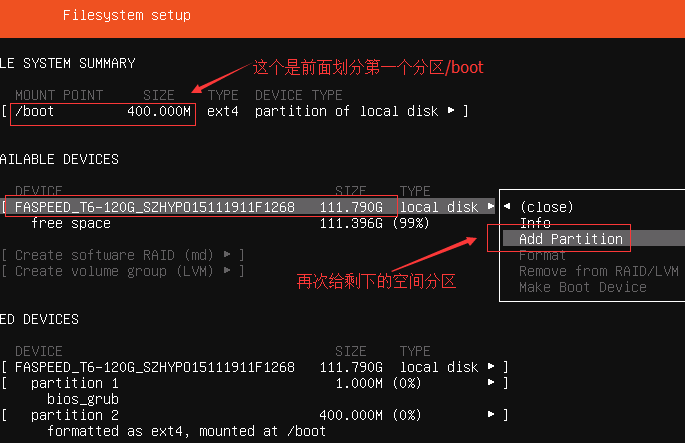 Filesystem setup
LE SYSTEM SUMMARY
这个是前面划分第一个分区/boot
MOUNT POINT SIZE TYPE DEVICE TYPE
[ /boot 400.000M ext4 partition of local disk ▸ ]
AILABLE DEVICES
DEVICE SIZE TYPE
[ FASPEED_T6-120G_SZHYPO15111911F1268 111.790G local disk ▸
◂ (close)
free space 111.396G (99%)
Info
Add Partition
[ Create software RAID (md) ▸ ]
Format
[ Create volume group (LVM) ▸ ]
Remove from RAID/LVM
再次给剩下的空间分区
Make Boot Device
ED DEVICES
DEVICE SIZE TYPE
[ FASPEED_T6-120G_SZHYPO15111911F1268 111.790G local disk ▸ ]
[ partition 1 1.000M (0%) ▸ ]
bios_grub
[ partition 2 400.000M (0%) ▸ ]
formatted as ext4, mounted at /boot